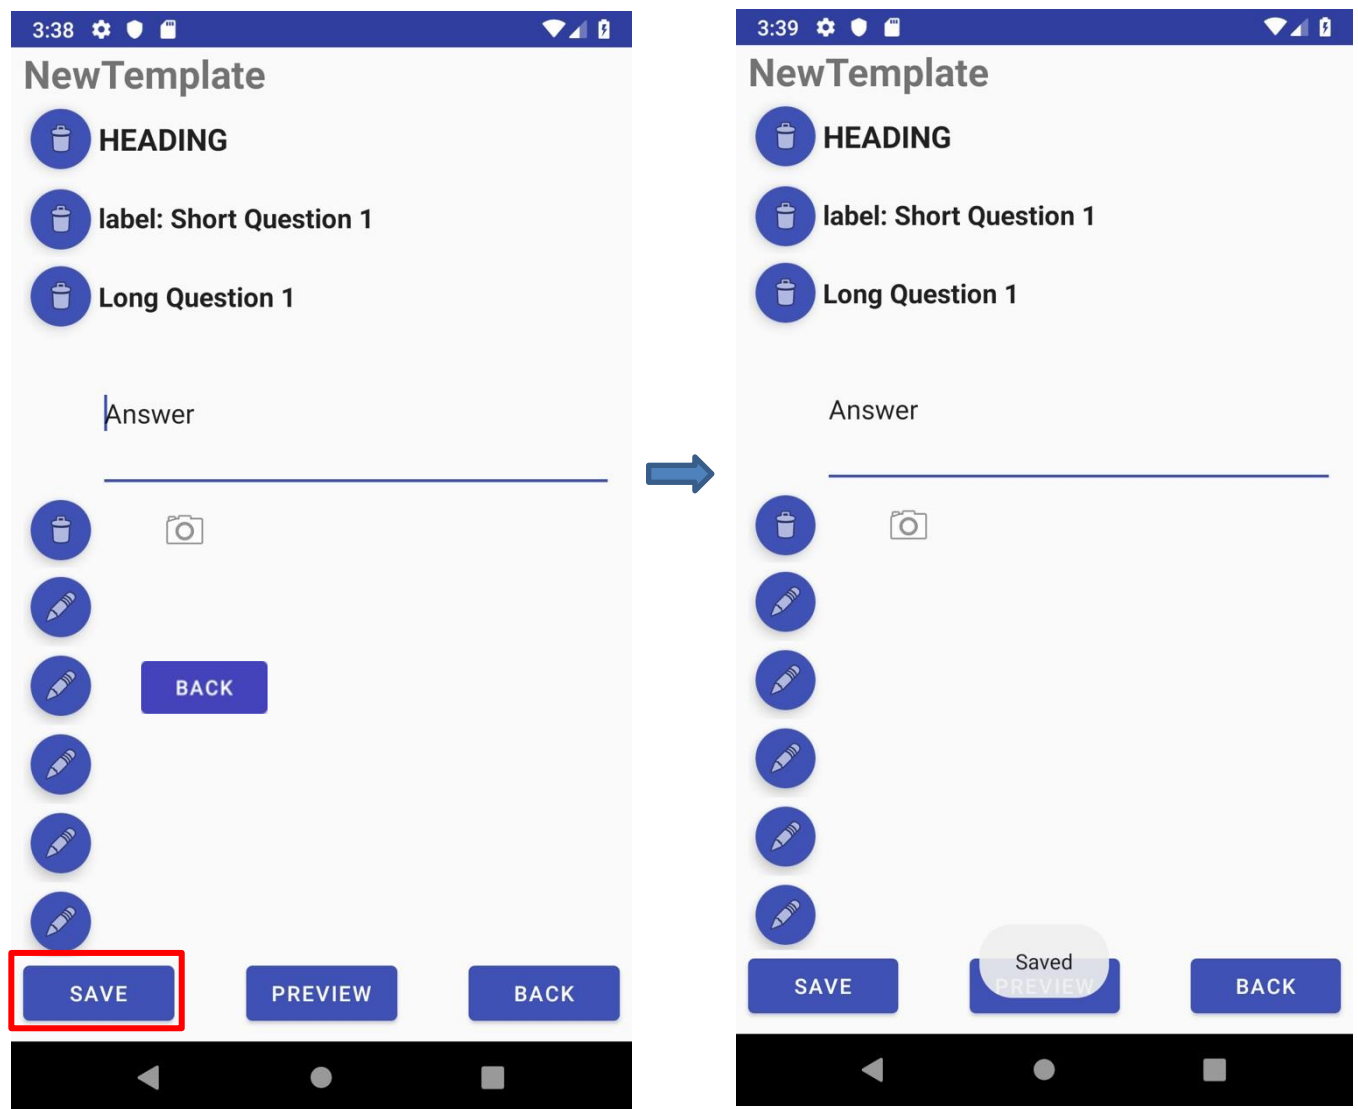 3:38
NewTemplate
HEADING
label: Short Question 1
Long Question 1
Answer
BACK
SAVE PREVIEW BACK
3:39
NewTemplate
HEADING
label: Short Question 1
Long Question 1
Answer
Saved
SAVE PREVIEW BACK